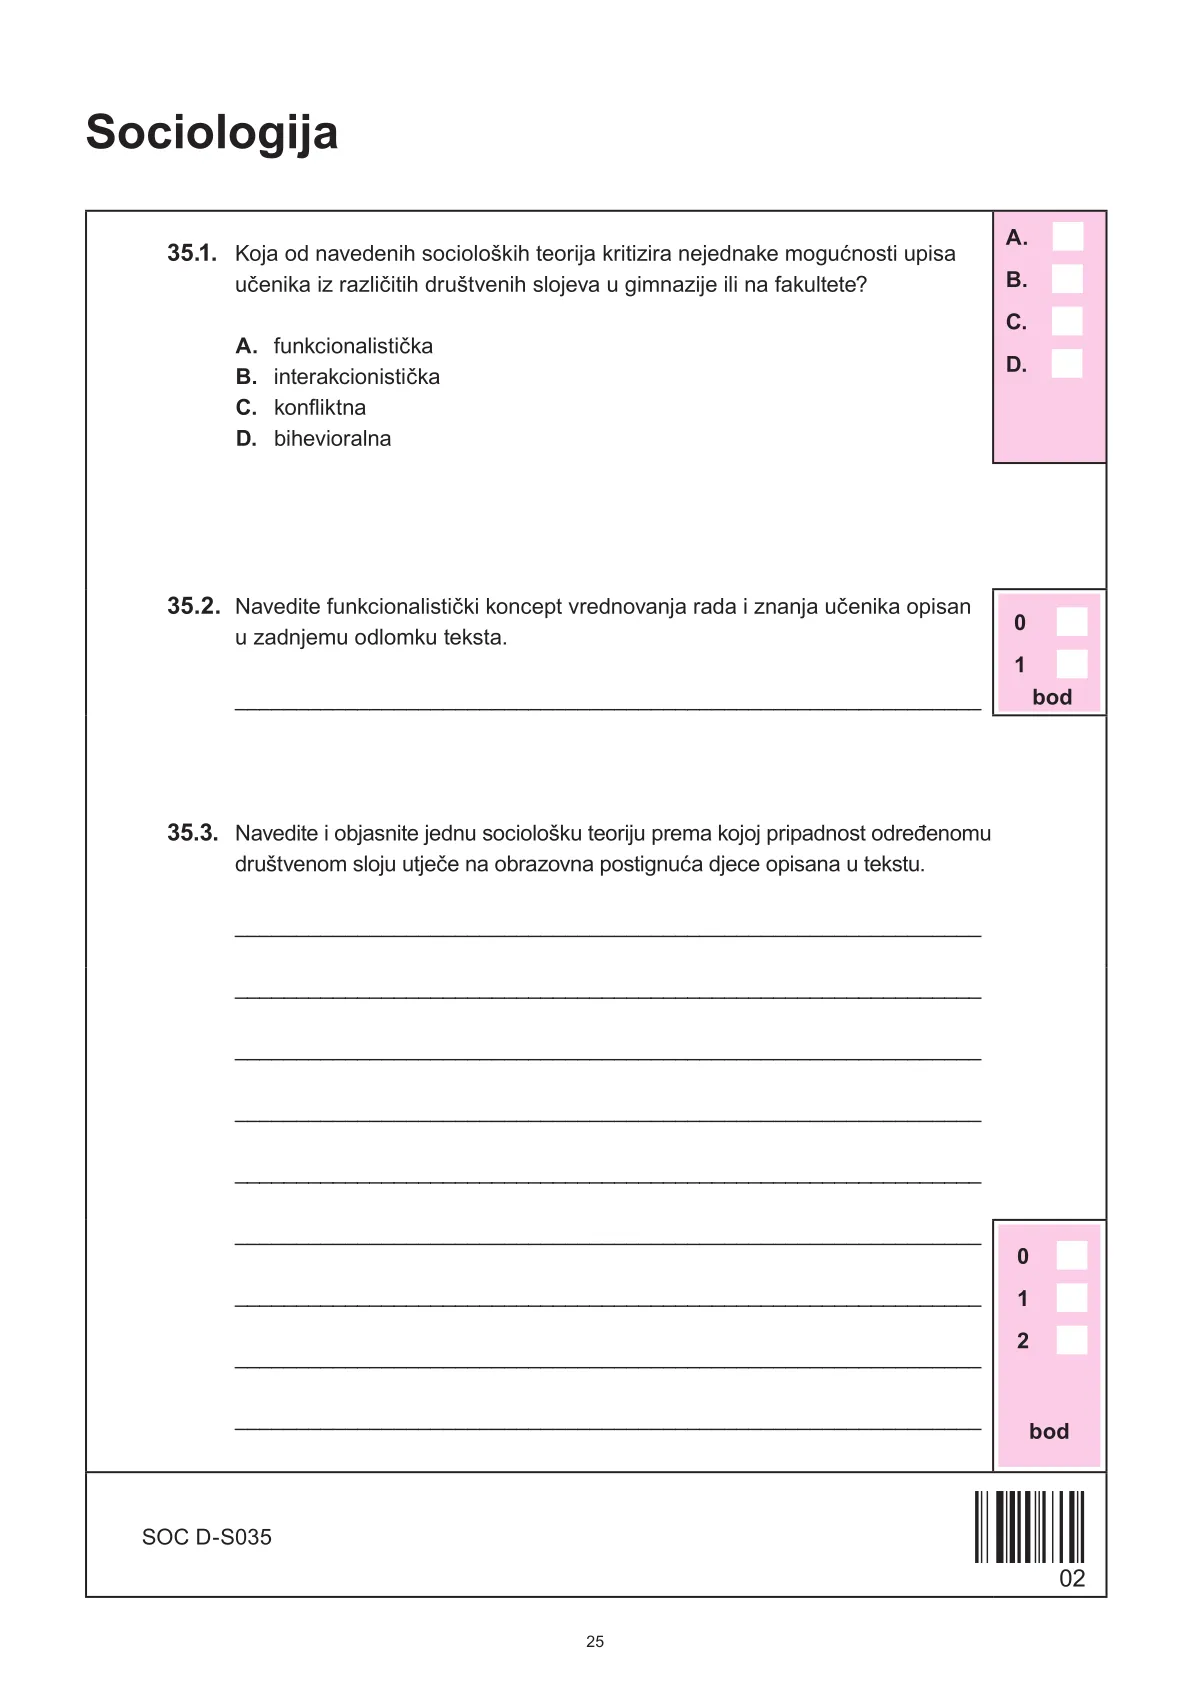 Sociologija
35.1. Koja od navedenih socioloških teorija kritizira nejednake mogućnosti upisa
učenika iz različitih društvenih slojeva u gimnazije ili na fakultete?
A. funkcionalistička
B. interakcionistička
C. konfliktna
D. bihevioralna
A.
B.
C.
D.
35.2. Navedite funkcionalistički koncept vrednovanja rada i znanja učenika opisan
u zadnjemu odlomku teksta.
0
1
bod
35.3. Navedite i objasnite jednu sociološku teoriju prema kojoj pripadnost određenomu
društvenom sloju utječe na obrazovna postignuća djece opisana u tekstu.
0
1
2
bod
SOC D-S035
02
25